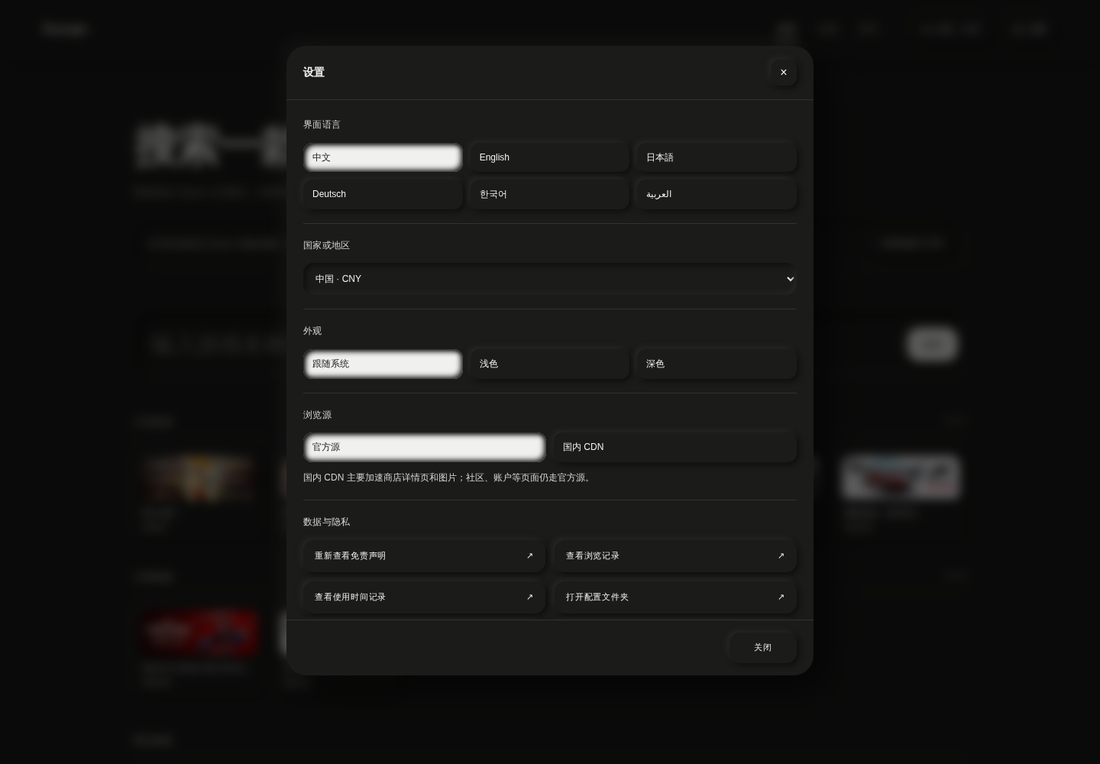 设置
×
界面语言
中文 English 日本語
Deutsch 한국어 العربية
国家或地区
中国 · CNY
外观
跟随系统 浅色 深色
浏览源
官方源 国内 CDN
国内 CDN 主要加速商店详情页和图片；社区、账户等页面仍走官方源。
数据与隐私
重新查看免责声明 ↗ 查看浏览记录 ↗
查看使用时间记录 ↗ 打开配置文件夹 ↗
关闭